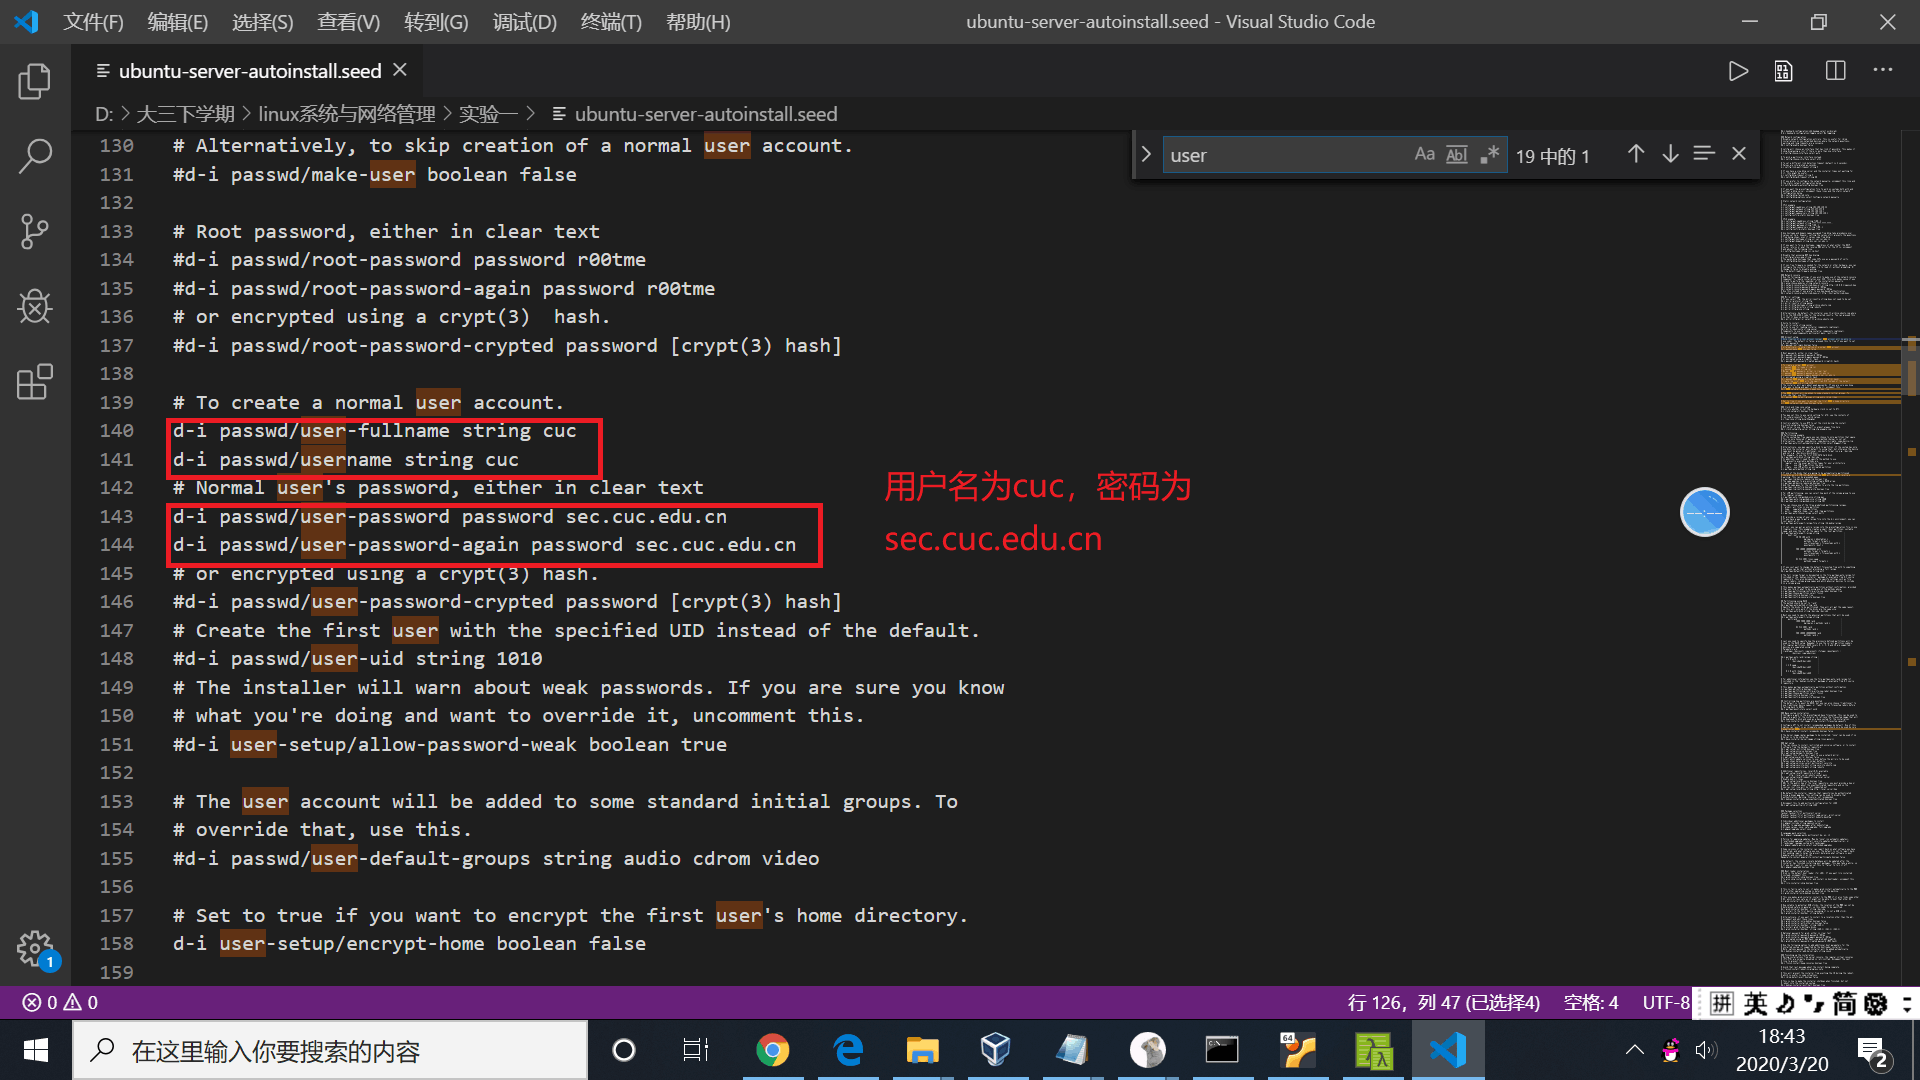 文件(F) 编辑(E) 选择(S) 查看(V) 转到(G) 调试(D) 终端(T) 帮助(H) ubuntu-server-autoinstall.seed - Visual Studio Code
ubuntu-server-autoinstall.seed
D: > 大三下学期 > linux系统与网络管理 > 实验一 > ubuntu-server-autoinstall.seed
user Aa Abl .* 19 中的 1
130 # Alternatively, to skip creation of a normal user account.
131 #d-i passwd/make-user boolean false
132
133 # Root password, either in clear text
134 #d-i passwd/root-password password r00tme
135 #d-i passwd/root-password-again password r00tme
136 # or encrypted using a crypt(3)  hash.
137 #d-i passwd/root-password-crypted password [crypt(3) hash]
138
139 # To create a normal user account.
140 d-i passwd/user-fullname string cuc
141 d-i passwd/username string cuc
142 # Normal user's password, either in clear text
143 d-i passwd/user-password password sec.cuc.edu.cn
144 d-i passwd/user-password-again password sec.cuc.edu.cn
用户名为cuc，密码为
sec.cuc.edu.cn
145 # or encrypted using a crypt(3) hash.
146 #d-i passwd/user-password-crypted password [crypt(3) hash]
147 # Create the first user with the specified UID instead of the default.
148 #d-i passwd/user-uid string 1010
149 # The installer will warn about weak passwords. If you are sure you know
150 # what you're doing and want to override it, uncomment this.
151 #d-i user-setup/allow-password-weak boolean true
152
153 # The user account will be added to some standard initial groups. To
154 # override that, use this.
155 #d-i passwd/user-default-groups string audio cdrom video
156
157 # Set to true if you want to encrypt the first user's home directory.
158 d-i user-setup/encrypt-home boolean false
159
1
0 0 行 126，列 47 (已选择4) 空格: 4 UTF-8 拼 英 简
在这里输入你要搜索的内容
64
18:43
2020/3/20
2